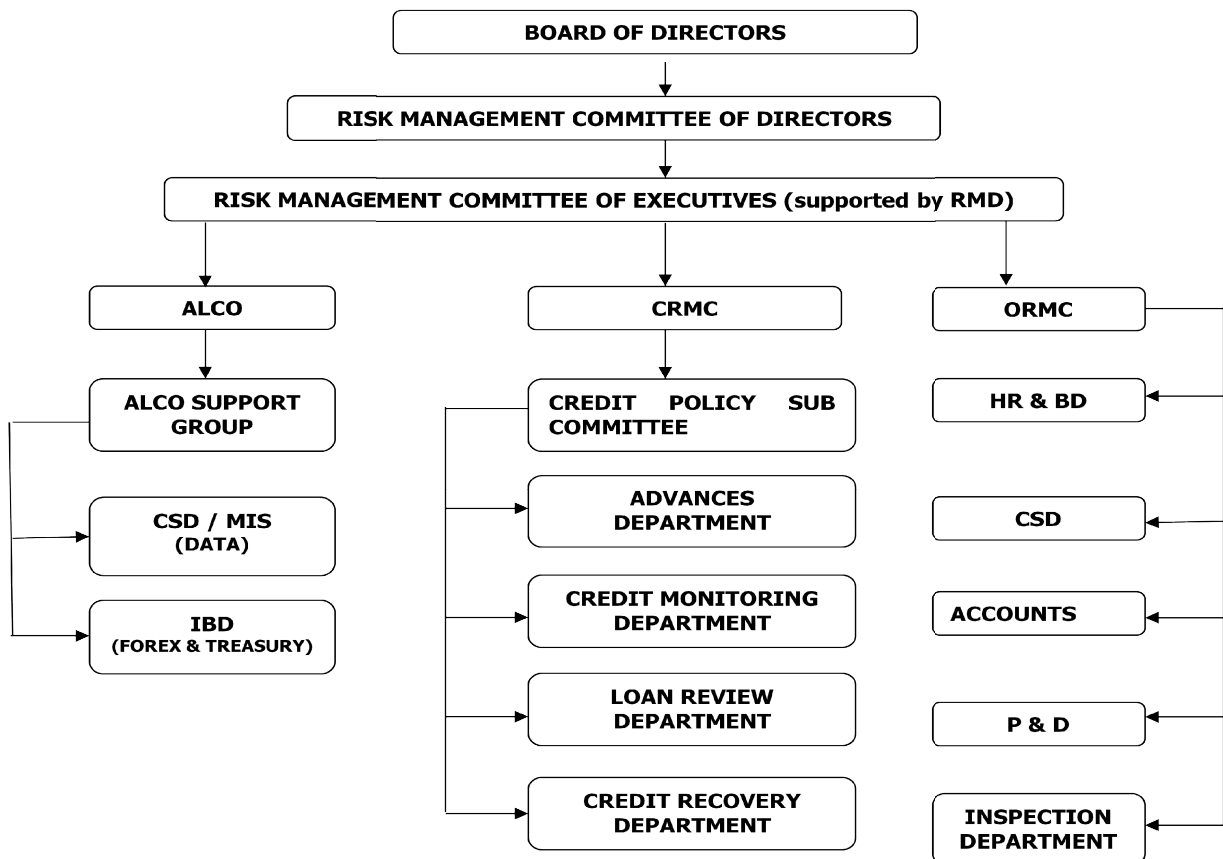 BOARD OF DIRECTORS
RISK MANAGEMENT COMMITTEE OF DIRECTORS
RISK MANAGEMENT COMMITTEE OF EXECUTIVES (supported by RMD)
ALCO
CRMC
ORMC
ALCO SUPPORT
GROUP
CREDIT POLICY SUB
COMMITTEE
HR & BD
CSD / MIS
(DATA)
ADVANCES
DEPARTMENT
CSD
IBD
(FOREX & TREASURY)
CREDIT MONITORING
DEPARTMENT
ACCOUNTS
LOAN REVIEW
DEPARTMENT
P & D
CREDIT RECOVERY
DEPARTMENT
INSPECTION
DEPARTMENT